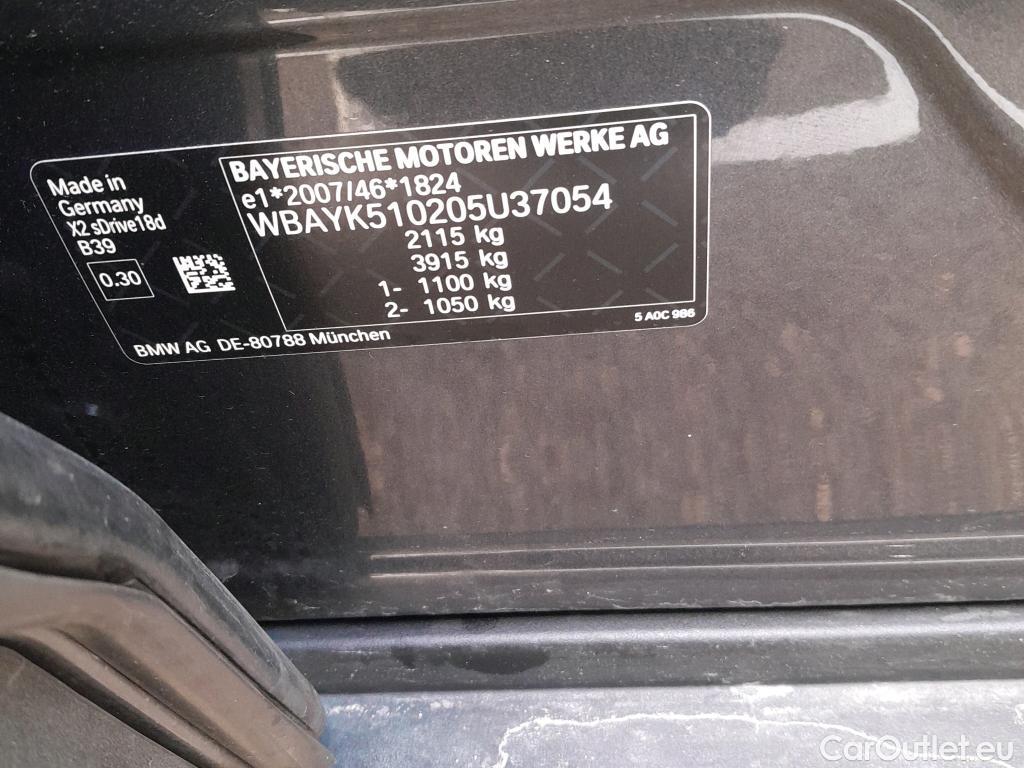 Made in
Germany
X2 sDrive18d
B39
0.30
BAYERISCHE MOTOREN WERKE AG
e1*2007/46*1824
WBAYK510205U37054
2115 kg
3915 kg
1- 1100 kg
2- 1050 kg
5 A0C 986
BMW AG DE-80788 München
CarOutlet.eu